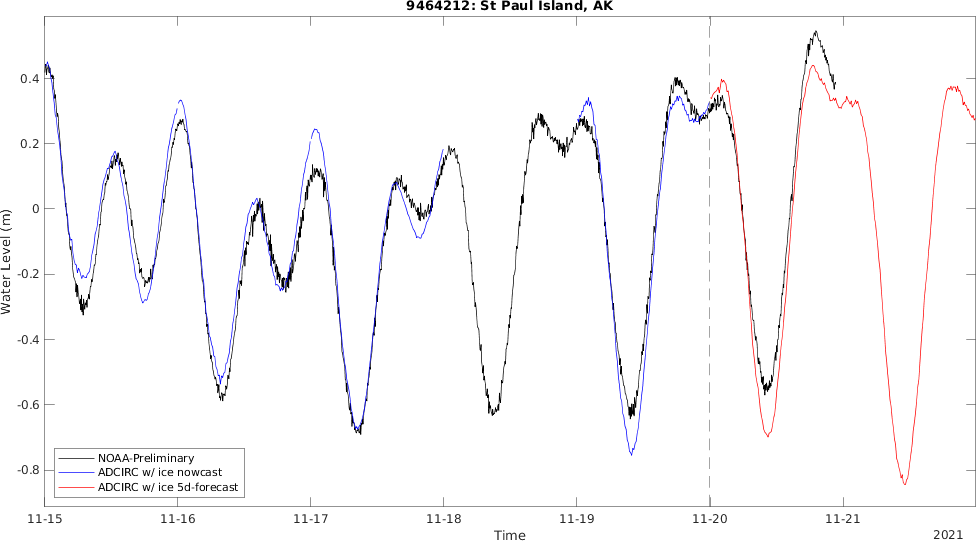 9464212: St Paul Island, AK
Water Level (m)
0.4
0.2
0
-0.2
-0.4
-0.6
-0.8
NOAA-Preliminary
ADCIRC w/ ice nowcast
ADCIRC w/ ice 5d-forecast
11-15 11-16 11-17 11-18 11-19 11-20 11-21
Time
2021